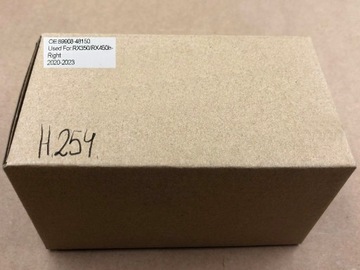 OE:89908-48150
Used For:RX350/RX450h-
Right
2020-2023
H.254